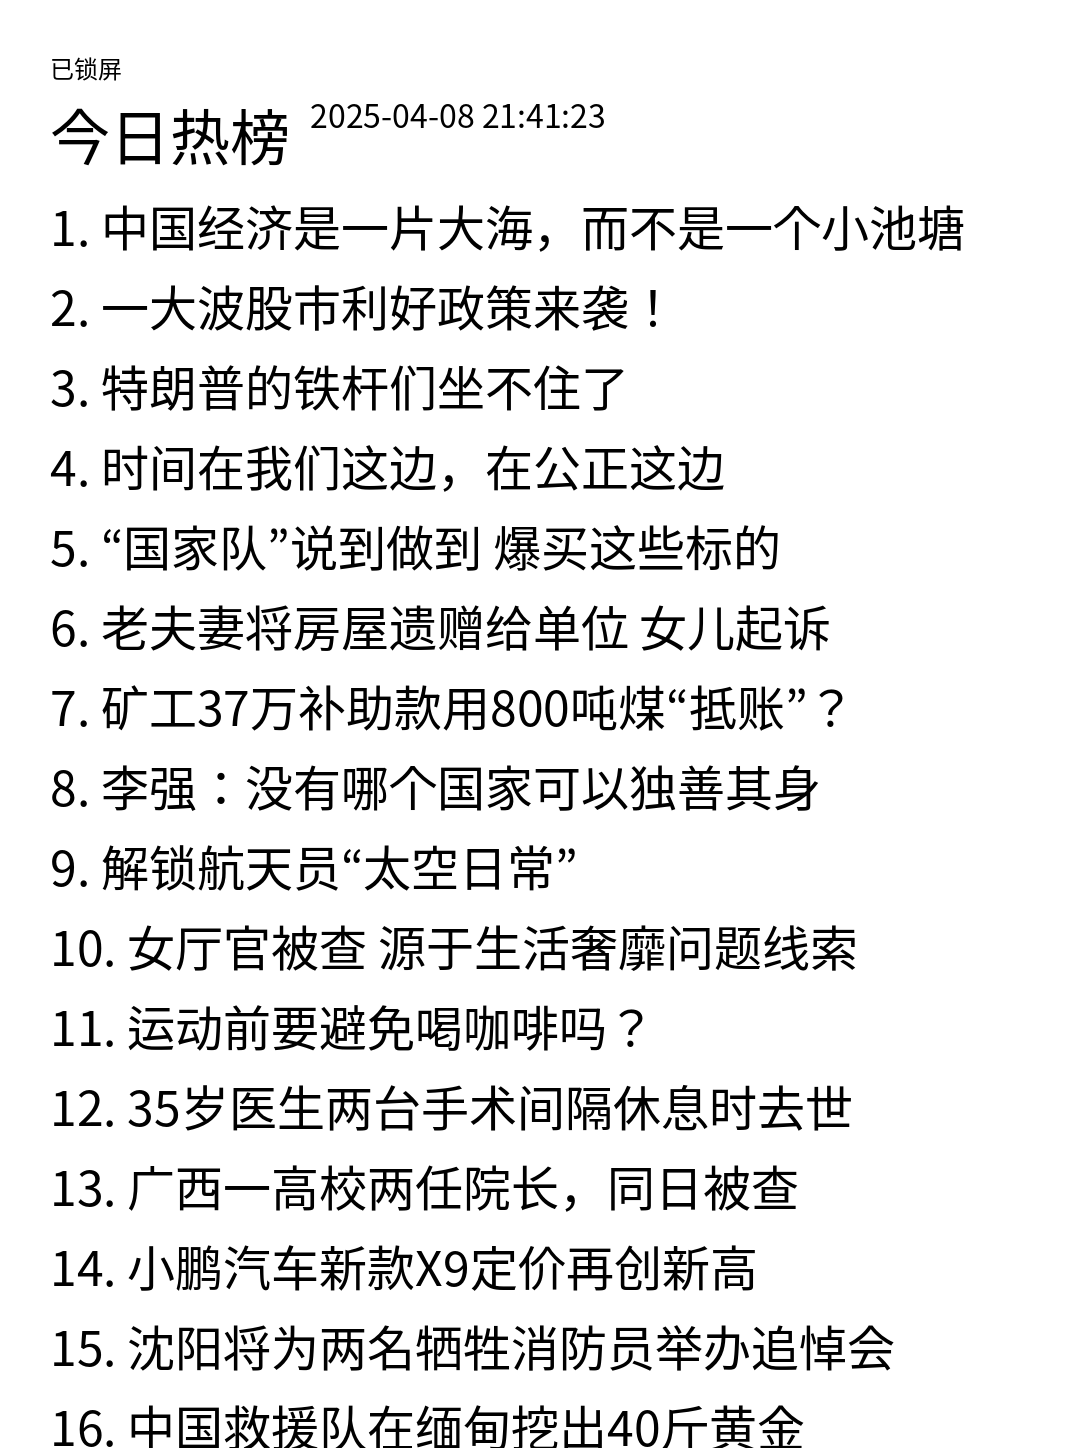 已锁屏
今日热榜 2025-04-08 21:41:23
1. 中国经济是一片大海，而不是一个小池塘
2. 一大波股市利好政策来袭！
3. 特朗普的铁杆们坐不住了
4. 时间在我们这边，在公正这边
5. “国家队”说到做到 爆买这些标的
6. 老夫妻将房屋遗赠给单位 女儿起诉
7. 矿工37万补助款用800吨煤“抵账”？
8. 李强：没有哪个国家可以独善其身
9. 解锁航天员“太空日常”
10. 女厅官被查 源于生活奢靡问题线索
11. 运动前要避免喝咖啡吗？
12. 35岁医生两台手术间隔休息时去世
13. 广西一高校两任院长，同日被查
14. 小鹏汽车新款X9定价再创新高
15. 沈阳将为两名牺牲消防员举办追悼会
16. 中国救援队在缅甸挖出40斤黄金